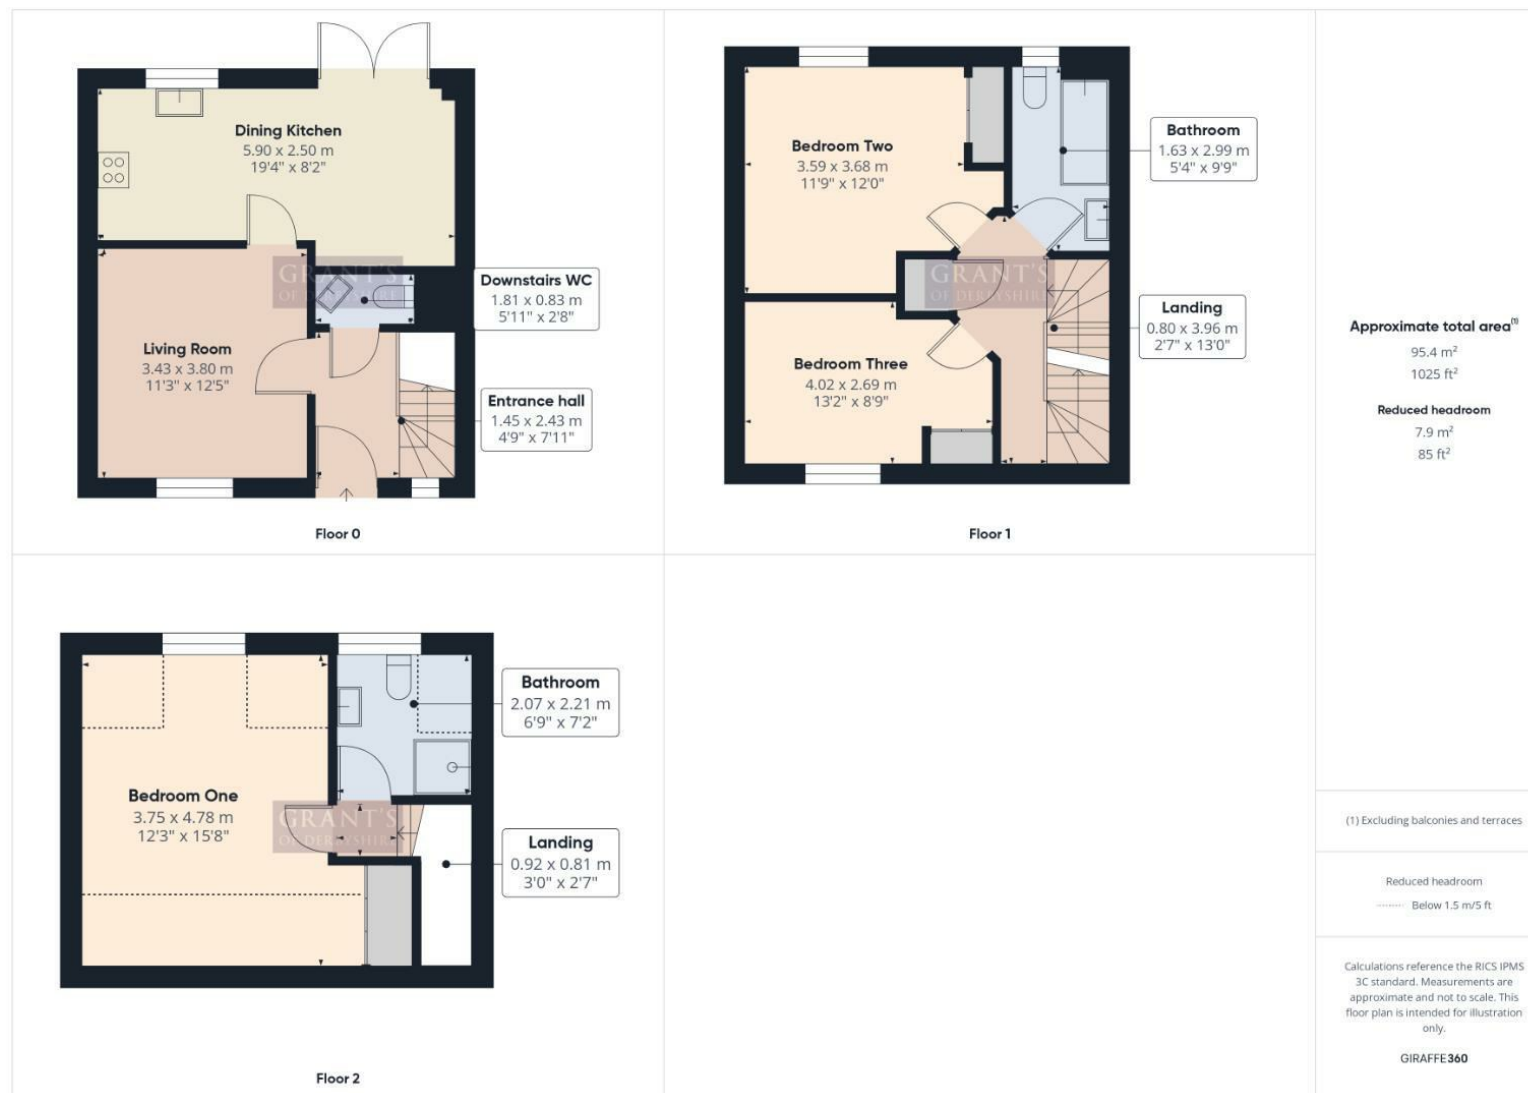 Dining Kitchen
5.90 x 2.50 m
19'4" x 8'2"
GRANT'S
OF DERBYSHIRE
Downstairs WC
1.81 x 0.83 m
5'11" x 2'8"
Living Room
3.43 x 3.80 m
11'3" x 12'5"
Entrance hall
1.45 x 2.43 m
4'9" x 7'11"
Floor 0
Bedroom Two
3.59 x 3.68 m
11'9" x 12'0"
Bathroom
1.63 x 2.99 m
5'4" x 9'9"
GRANT'S
OF DERBYSHIRE
Landing
0.80 x 3.96 m
2'7" x 13'0"
Bedroom Three
4.02 x 2.69 m
13'2" x 8'9"
Floor 1
Bathroom
2.07 x 2.21 m
6'9" x 7'2"
Bedroom One
3.75 x 4.78 m
12'3" x 15'8"
GRANT'S
OF DERBYSHIRE
Landing
0.92 x 0.81 m
3'0" x 2'7"
Floor 2
Approximate total area(1)
95.4 m²
1025 ft²
Reduced headroom
7.9 m²
85 ft²
(1) Excluding balconies and terraces
Reduced headroom
Below 1.5 m/5 ft
Calculations reference the RICS IPMS
3C standard. Measurements are
approximate and not to scale. This
floor plan is intended for illustration
only.
GIRAFFE360